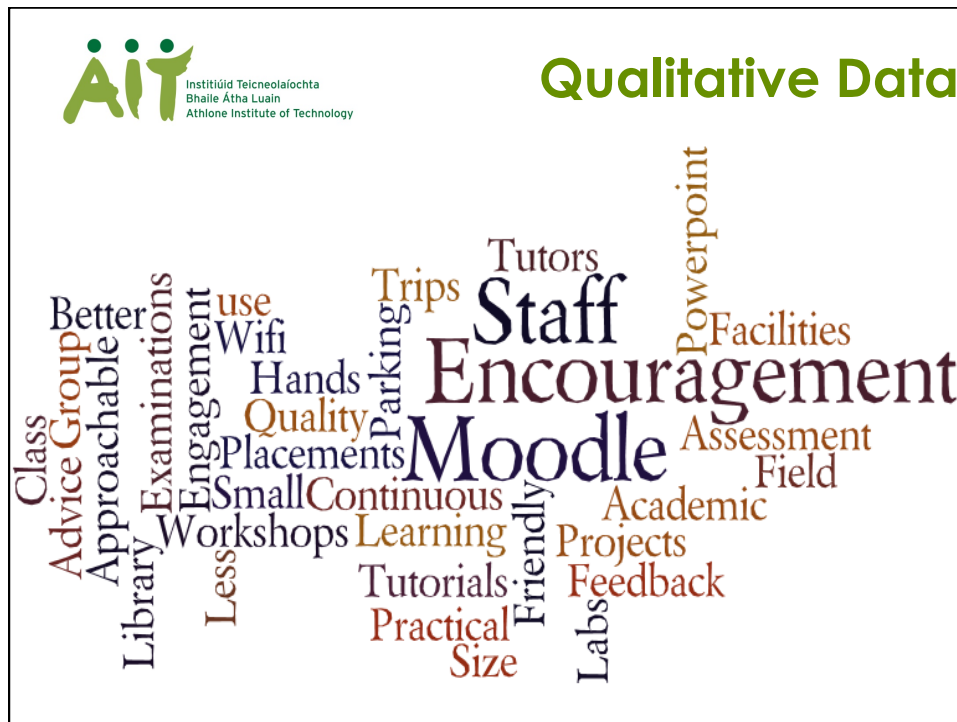 AIT
Institiúid Teicneolaíochta
Bhaile Átha Luain
Athlone Institute of Technology
Qualitative Data
Powerpoint
Tutors
Trips
Staff
Better
Examinations
Engagement
use
Wifi
Parking
Facilities
Encouragement
Group
Approachable
Hands
Quality
Moodle
Assessment
Class
Advice
Placements
Field
Small
Continuous
Friendly
Academic
Workshops
Learning
Projects
Library
Less
Tutorials
Feedback
Practical
Labs
Size